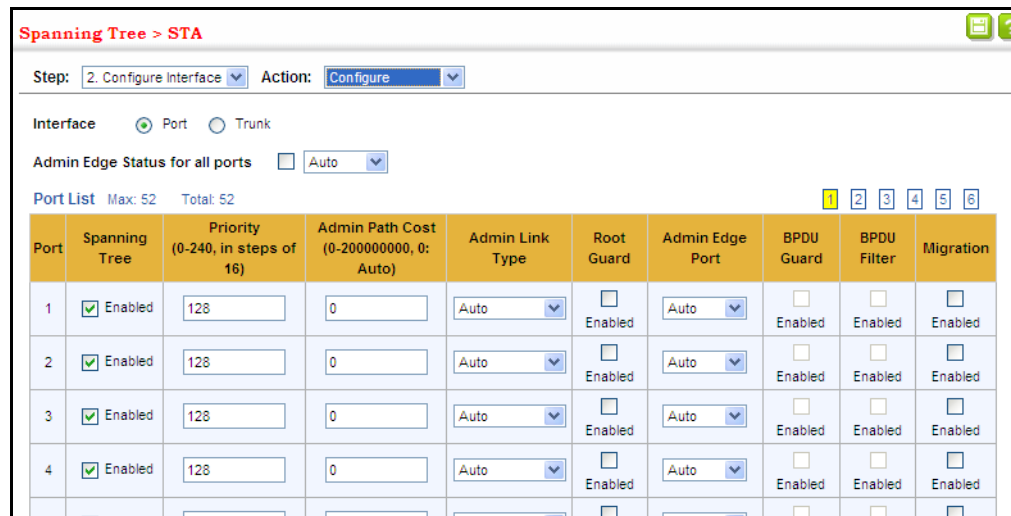 Spanning Tree > STA
?
Step: 2. Configure Interface Action: Configure
Interface Port Trunk
Admin Edge Status for all ports Auto
Port List Max: 52 Total: 52 1 2 3 4 5 6
Port Spanning Tree Priority (0-240, in steps of 16) Admin Path Cost (0-200000000, 0: Auto) Admin Link Type Root Guard Admin Edge Port BPDU Guard BPDU Filter Migration
1 Enabled 128 0 Auto Enabled Auto Enabled Enabled Enabled
2 Enabled 128 0 Auto Enabled Auto Enabled Enabled Enabled
3 Enabled 128 0 Auto Enabled Auto Enabled Enabled Enabled
4 Enabled 128 0 Auto Enabled Auto Enabled Enabled Enabled